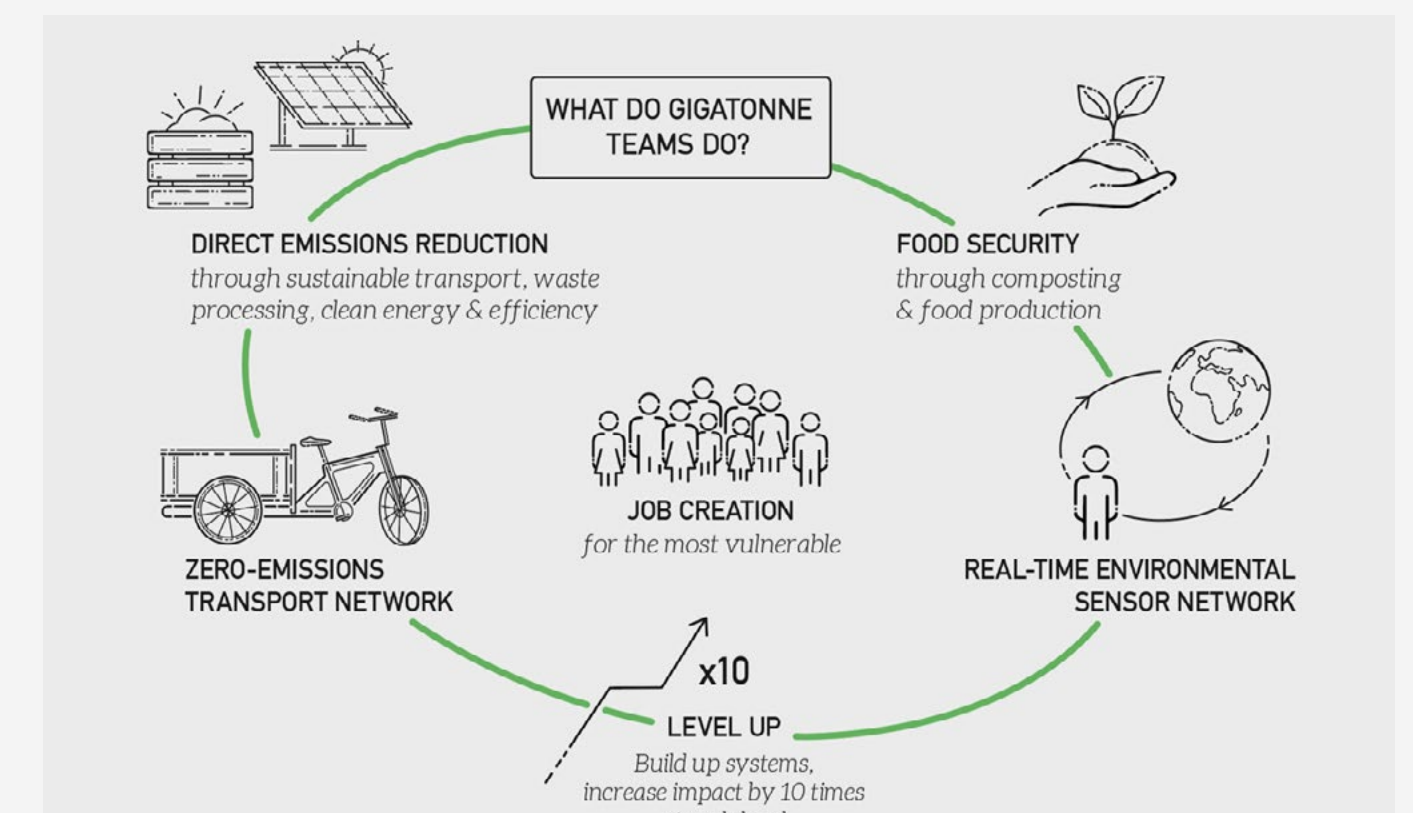 WHAT DO GIGATONNE
TEAMS DO?
DIRECT EMISSIONS REDUCTION
through sustainable transport, waste
processing, clean energy & efficiency
FOOD SECURITY
through composting
& food production
JOB CREATION
for the most vulnerable
ZERO-EMISSIONS
TRANSPORT NETWORK
REAL-TIME ENVIRONMENTAL
SENSOR NETWORK
x10
LEVEL UP
Build up systems,
increase impact by 10 times